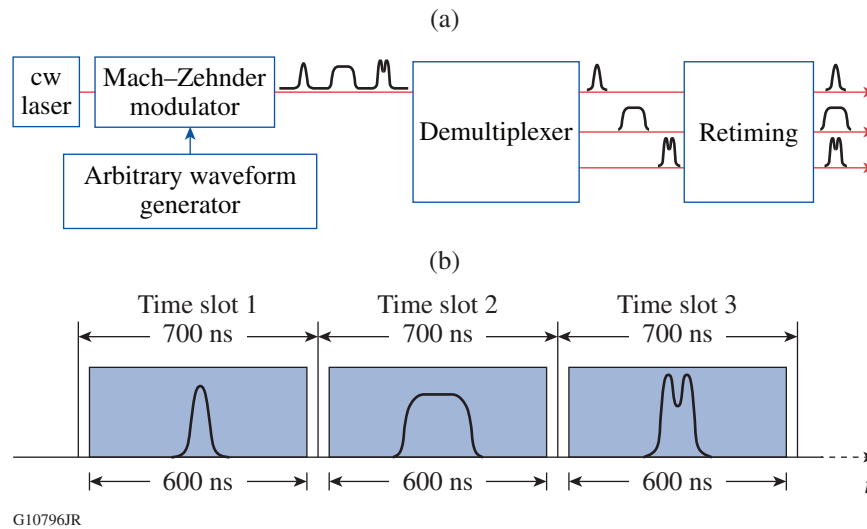 (a)
cw
laser
Mach–Zehnder
modulator
Arbitrary waveform
generator
Demultiplexer
Retiming
(b)
Time slot 1 Time slot 2 Time slot 3
700 ns 700 ns 700 ns
600 ns 600 ns 600 ns
t
G10796JR